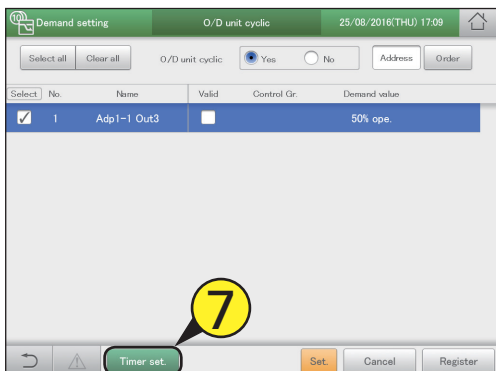 Demand setting O/D unit cyclic 25/08/2016(THU) 17:09
Select all Clear all O/D unit cyclic Yes No Address Order
Select No. Name Valid Control Gr. Demand value
1 Adp1-1 Out3 50% ope.
7
Timer set. Set. Cancel Register